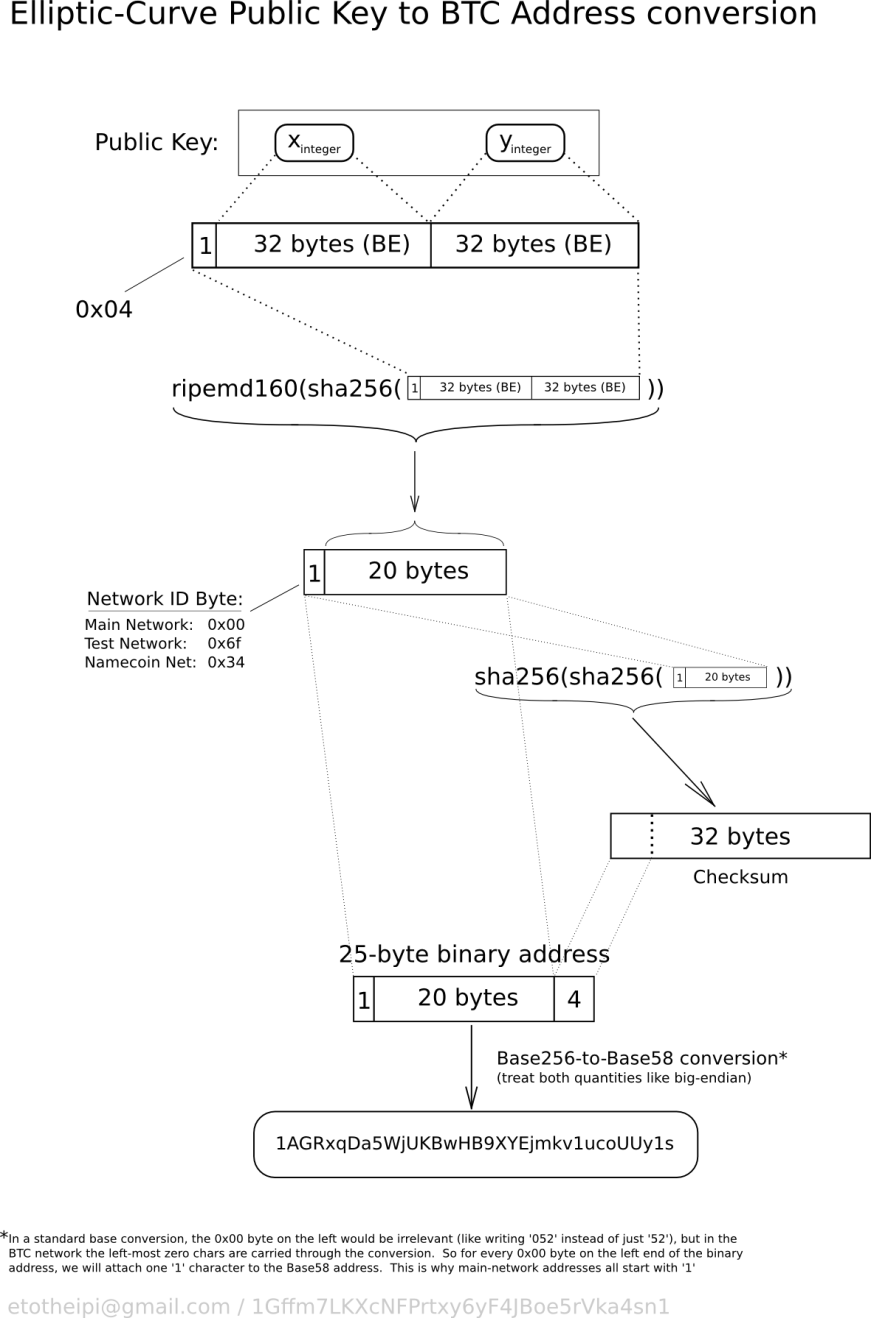 Elliptic-Curve Public Key to BTC Address conversion
Public Key:
x integer
y integer
1
32 bytes (BE)
32 bytes (BE)
0x04
ripemd160(sha256( 1 32 bytes (BE) 32 bytes (BE) ))
1
20 bytes
Network ID Byte:
Main Network: 0x00
Test Network: 0x6f
Namecoin Net: 0x34
sha256(sha256( 1 20 bytes ))
32 bytes
Checksum
25-byte binary address
1
20 bytes
4
Base256-to-Base58 conversion*
(treat both quantities like big-endian)
1AGRxqDa5WjUKBwHB9XYEjmkv1ucoUUy1s
*In a standard base conversion, the 0x00 byte on the left would be irrelevant (like writing '052' instead of just '52'), but in the
BTC network the left-most zero chars are carried through the conversion. So for every 0x00 byte on the left end of the binary
address, we will attach one '1' character to the Base58 address. This is why main-network addresses all start with '1'
etotheipi@gmail.com / 1Gffm7LKXcNFPrtxy6yF4JBoe5rVka4sn1